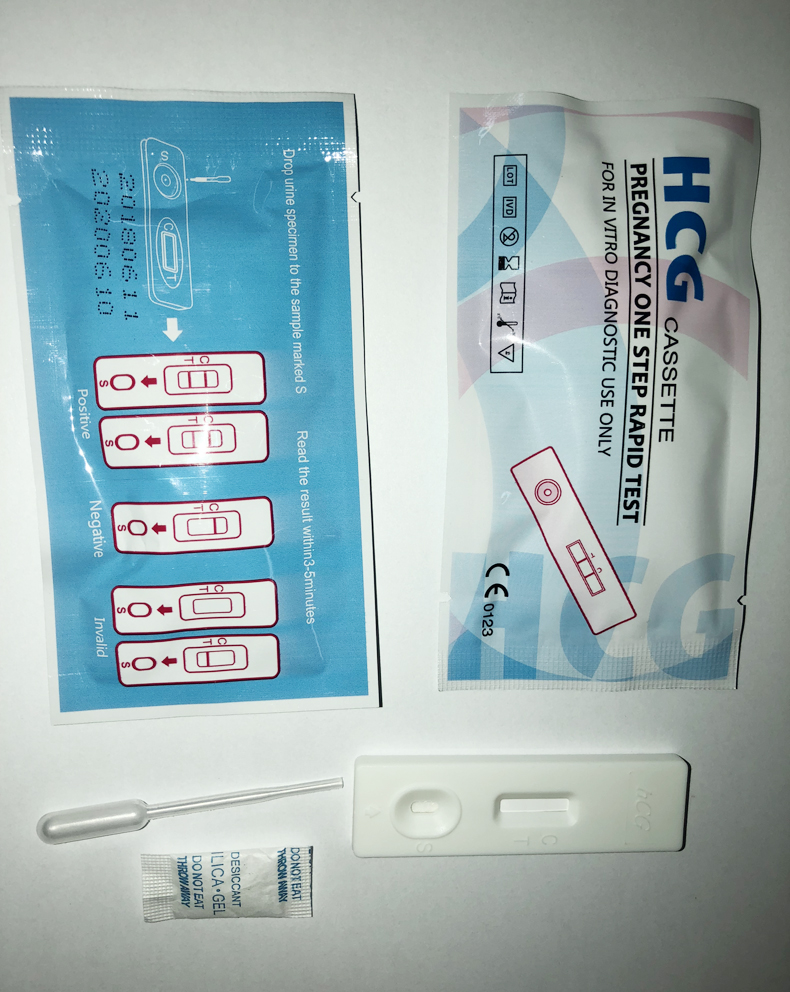 Drop urine specimen to the sample marked S
Read the result within3-5minutes
S
C
T
20180611
20200610
C
T
S
C
T
S
Positive
C
T
S
Negative
C
T
S
C
T
S
Invalid
HCG CASSETTE
PREGNANCY ONE STEP RAPID TEST
FOR IN VITRO DIAGNOSTIC USE ONLY
LOT
IVD
T
C
CE 0123
HCG
hCG
C
T
S
DO NOT EAT
THROW AWAY
DESICCANT
ILICA•GEL
DO NOT EAT
THROW AWAY